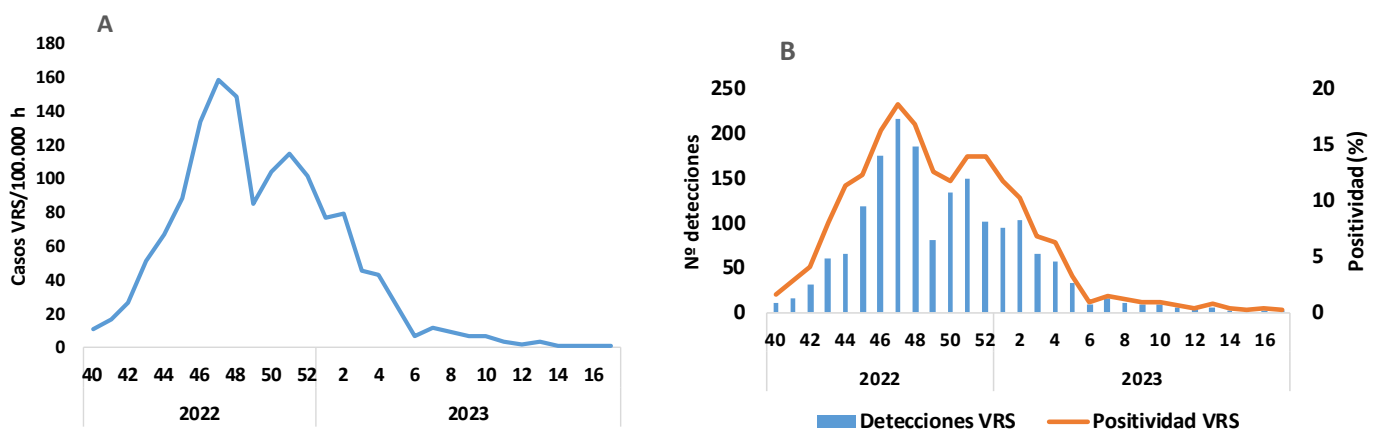 A
Casos VRS/100.000 h
180
160
140
120
100
80
60
40
20
0
40 42 44 46 48 50 52 2 4 6 8 10 12 14 16
2022 2023
B
Nº detecciones
250
200
150
100
50
0
Positividad (%)
20
15
10
5
0
40 42 44 46 48 50 52 2 4 6 8 10 12 14 16
2022 2023
Detecciones VRS Positividad VRS